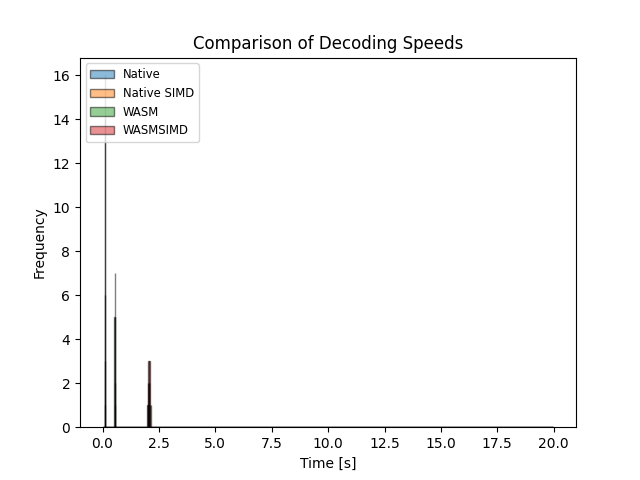 Comparison of Decoding Speeds
Native
Native SIMD
WASM
WASMSIMD
16
14
12
10
8
6
4
2
0
Frequency
0.0 2.5 5.0 7.5 10.0 12.5 15.0 17.5 20.0
Time [s]